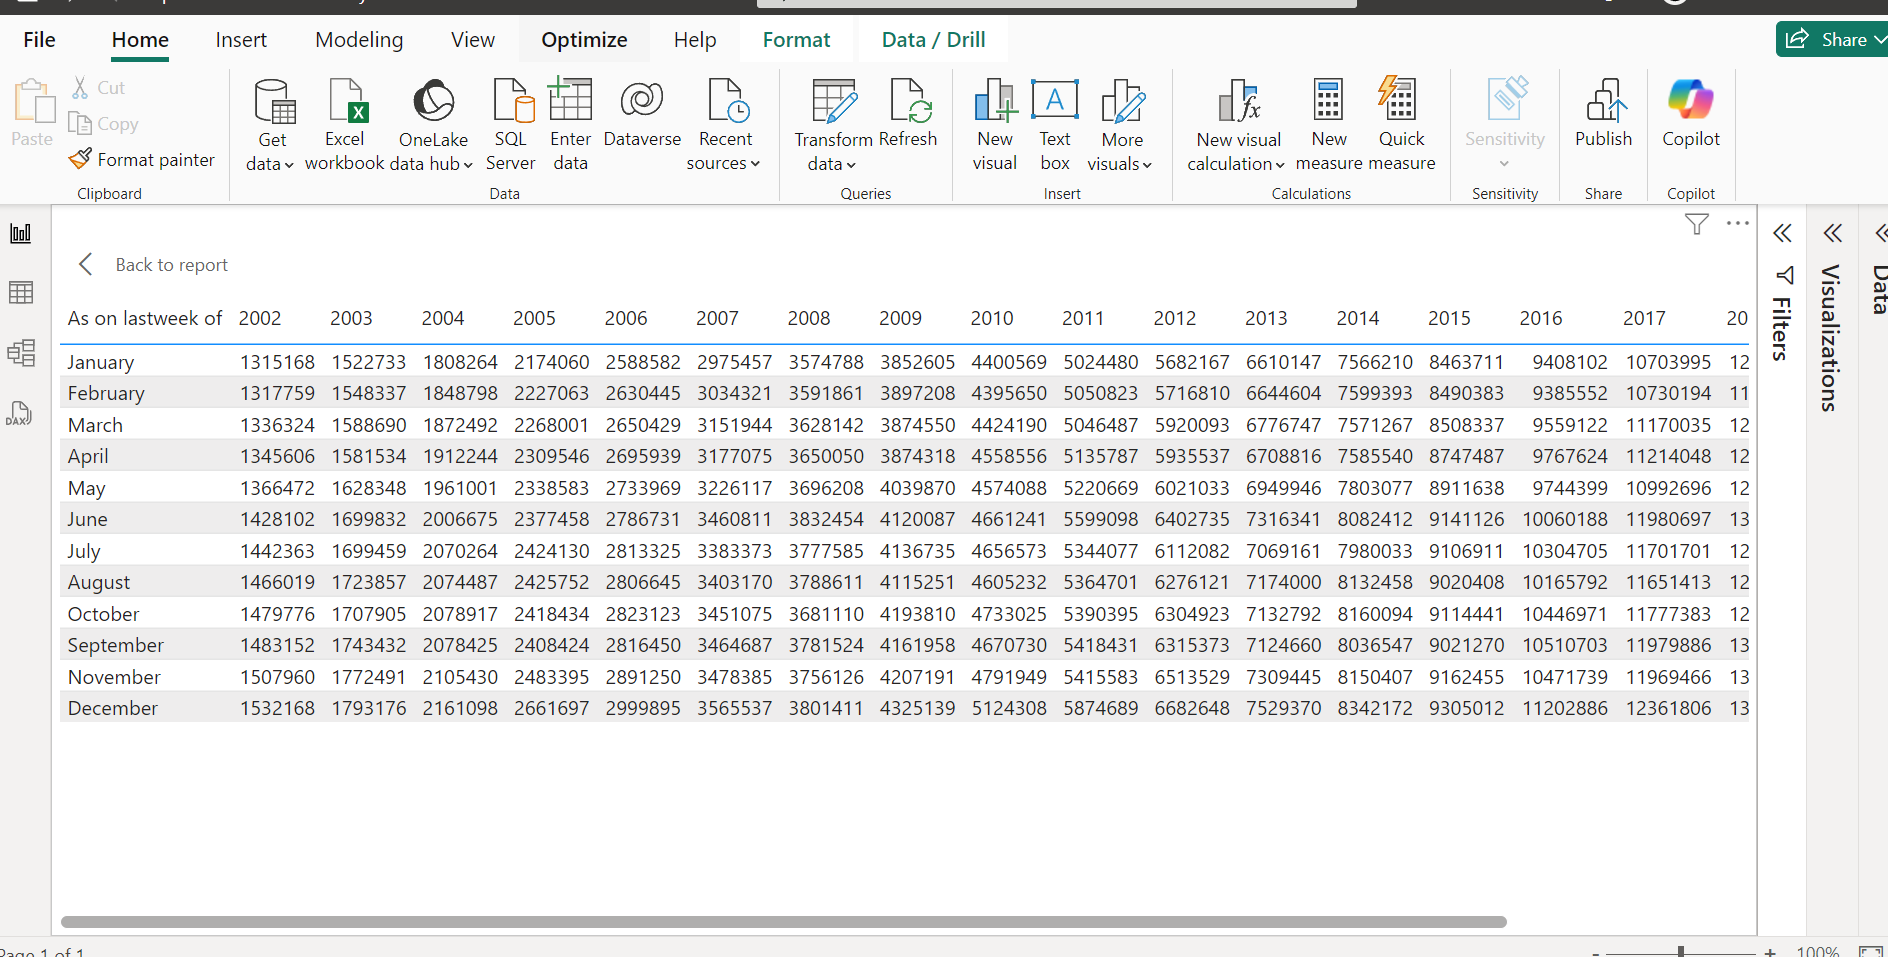 File Home Insert Modeling View Optimize Help Format Data / Drill Share
Paste Cut
Copy
Format painter
Clipboard
Get data Excel workbook OneLake data hub SQL Server Enter data Dataverse Recent sources
Data
Transform data Refresh
Queries
New visual Text box More visuals
Insert
New visual calculation New measure Quick measure
Calculations
Sensitivity
Sensitivity
Publish
Share
Copilot
Copilot
Back to report
As on lastweek of 2002 2003 2004 2005 2006 2007 2008 2009 2010 2011 2012 2013 2014 2015 2016 2017 20
January 1315168 1522733 1808264 2174060 2588582 2975457 3574788 3852605 4400569 5024480 5682167 6610147 7566210 8463711 9408102 10703995 12
February 1317759 1548337 1848798 2227063 2630445 3034321 3591861 3897208 4395650 5050823 5716810 6644604 7599393 8490383 9385552 10730194 11
March 1336324 1588690 1872492 2268001 2650429 3151944 3628142 3874550 4424190 5046487 5920093 6776747 7571267 8508337 9559122 11170035 12
April 1345606 1581534 1912244 2309546 2695939 3177075 3650050 3874318 4558556 5135787 5935537 6708816 7585540 8747487 9767624 11214048 12
May 1366472 1628348 1961001 2338583 2733969 3226117 3696208 4039870 4574088 5220669 6021033 6949946 7803077 8911638 9744399 10992696 12
June 1428102 1699832 2006675 2377458 2786731 3460811 3832454 4120087 4661241 5599098 6402735 7316341 8082412 9141126 10060188 11980697 13
July 1442363 1699459 2070264 2424130 2813325 3383373 3777585 4136735 4656573 5344077 6112082 7069161 7980033 9106911 10304705 11701701 12
August 1466019 1723857 2074487 2425752 2806645 3403170 3788611 4115251 4605232 5364701 6276121 7174000 8132458 9020408 10165792 11651413 12
October 1479776 1707905 2078917 2418434 2823123 3451075 3681110 4193810 4733025 5390395 6304923 7132792 8160094 9114441 10446971 11777383 12
September 1483152 1743432 2078425 2408424 2816450 3464687 3781524 4161958 4670730 5418431 6315373 7124660 8036547 9021270 10510703 11979886 13
November 1507960 1772491 2105430 2483395 2891250 3478385 3756126 4207191 4791949 5415583 6513529 7309445 8150407 9162455 10471739 11969466 13
December 1532168 1793176 2161098 2661697 2999895 3565537 3801411 4325139 5124308 5874689 6682648 7529370 8342172 9305012 11202886 12361806 13
Filters
Visualizations
Data
DAX
Page 1 of 1
100%